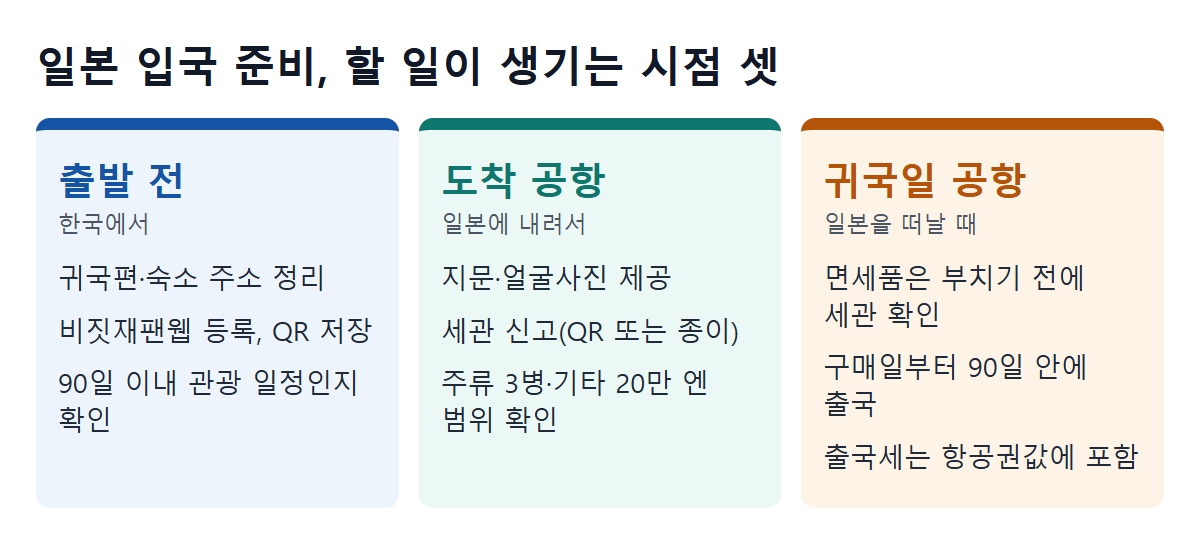 일본 입국 준비, 할 일이 생기는 시점 셋
출발 전
한국에서
귀국편·숙소 주소 정리
비짓재팬웹 등록, QR 저장
90일 이내 관광 일정인지
확인
도착 공항
일본에 내려서
지문·얼굴사진 제공
세관 신고(QR 또는 종이)
주류 3병·기타 20만 엔
범위 확인
귀국일 공항
일본을 떠날 때
면세품은 부치기 전에
세관 확인
구매일부터 90일 안에
출국
출국세는 항공권값에 포함